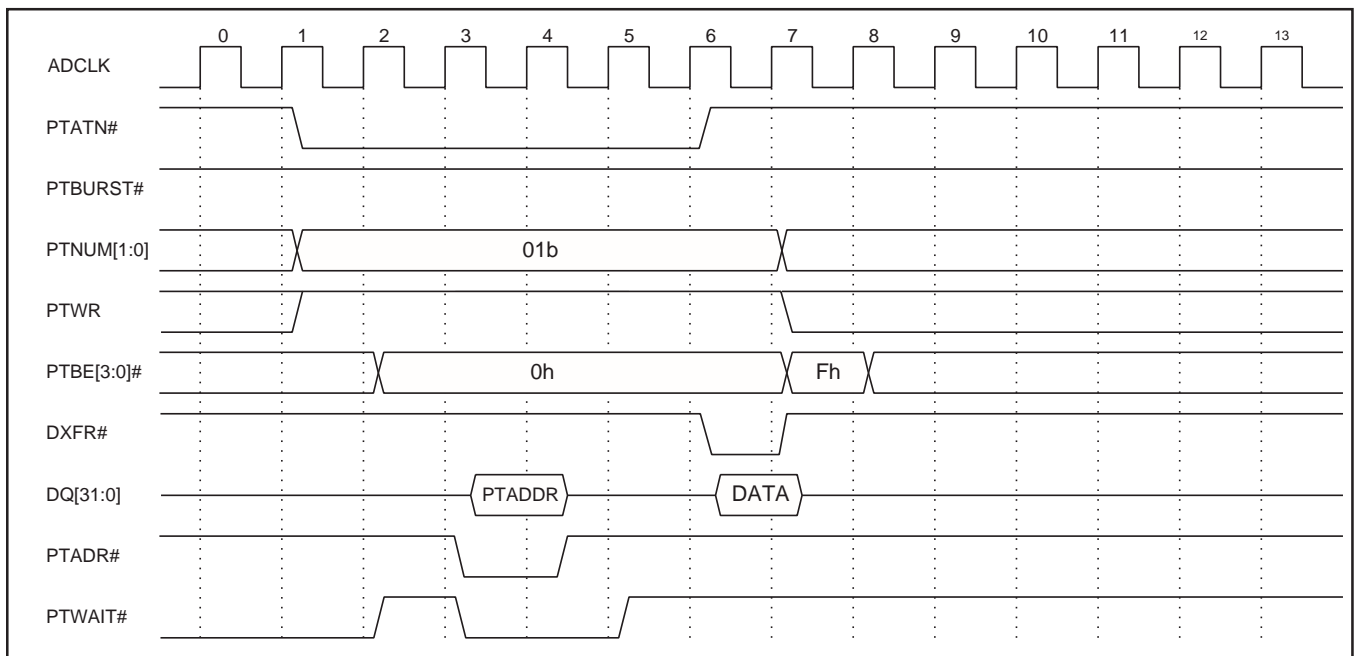 0 1 2 3 4 5 6 7 8 9 10 11 12 13
ADCLK
PTATN#
PTBURST#
PTNUM[1:0] 01b
PTWR
PTBE[3:0]# 0h Fh
DXFR#
DQ[31:0] PTADDR DATA
PTADR#
PTWAIT#